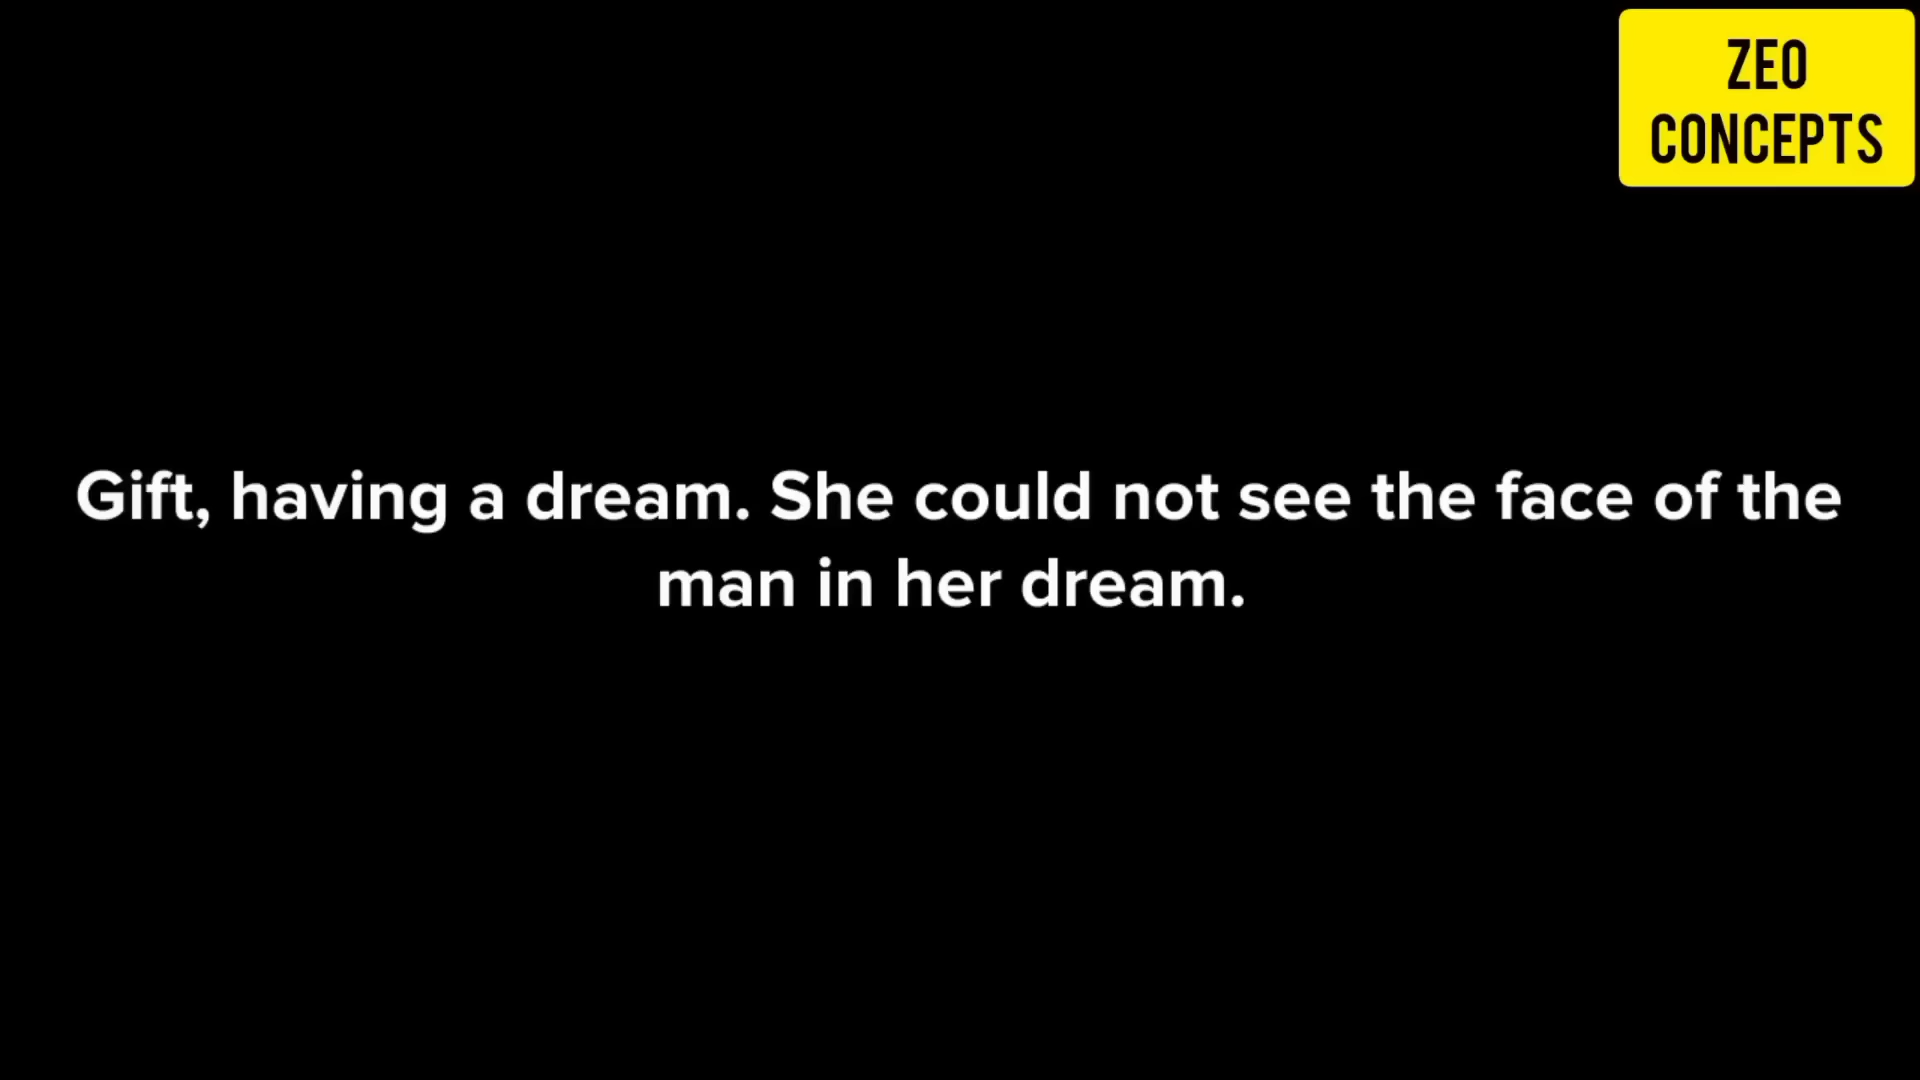 ZEO
CONCEPTS
Gift, having a dream. She could not see the face of the
man in her dream.